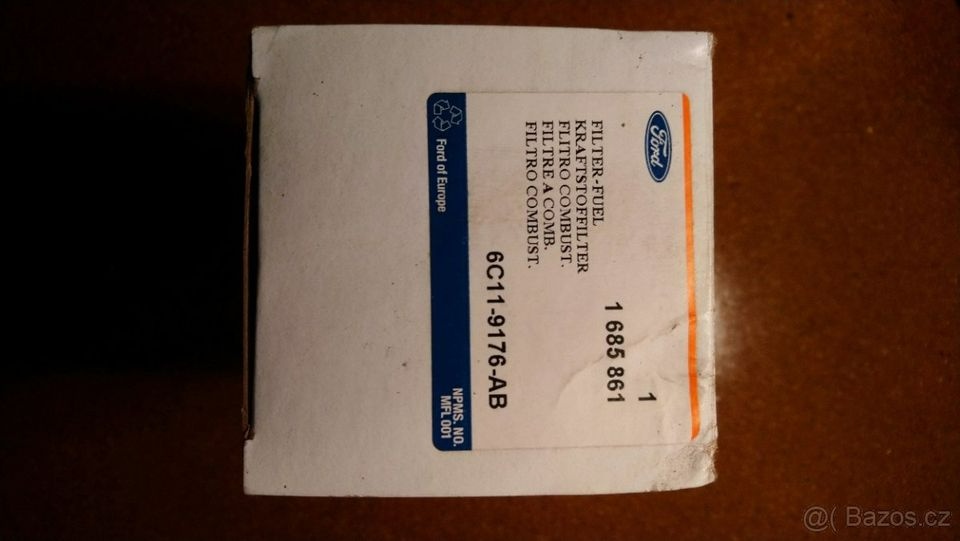 Ford
1
1 685 861
FILTER-FUEL
KRAFTSTOFFILTER
FLITRO COMBUST.
FILTRE A COMB.
FILTRO COMBUST.
6C11-9176-AB
Ford of Europe
NPMS. NO.
MFL001
@( Bazos.cz